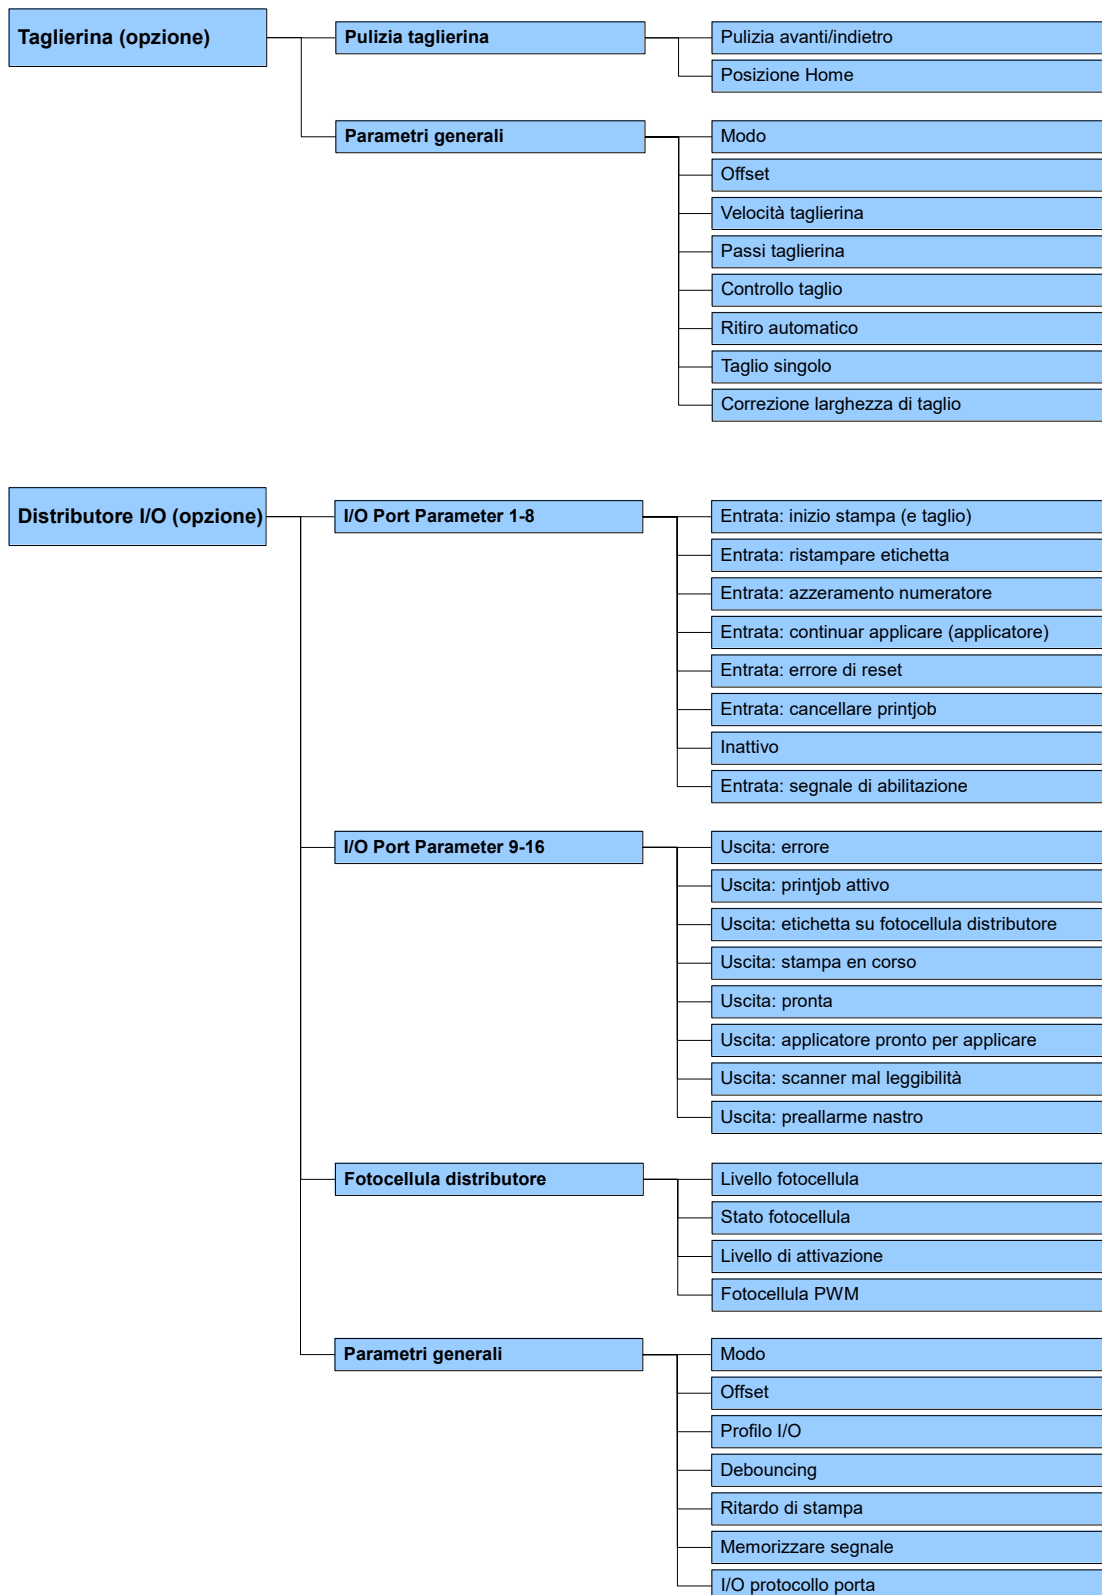 Taglierina (opzione)
Pulizia taglierina
Pulizia avanti/indietro
Posizione Home
Parametri generali
Modo
Offset
Velocità taglierina
Passi taglierina
Controllo taglio
Ritiro automatico
Taglio singolo
Correzione larghezza di taglio
Distributore I/O (opzione)
I/O Port Parameter 1-8
Entrata: inizio stampa (e taglio)
Entrata: ristampare etichetta
Entrata: azzeramento numeratore
Entrata: continuar applicare (applicatore)
Entrata: errore di reset
Entrata: cancellare printjob
Inattivo
Entrata: segnale di abilitazione
I/O Port Parameter 9-16
Uscita: errore
Uscita: printjob attivo
Uscita: etichetta su fotocellula distributore
Uscita: stampa en corso
Uscita: pronta
Uscita: applicatore pronto per applicare
Uscita: scanner mal leggibilità
Uscita: preallarme nastro
Fotocellula distributore
Livello fotocellula
Stato fotocellula
Livello di attivazione
Fotocellula PWM
Parametri generali
Modo
Offset
Profilo I/O
Debouncing
Ritardo di stampa
Memorizzare segnale
I/O protocollo porta